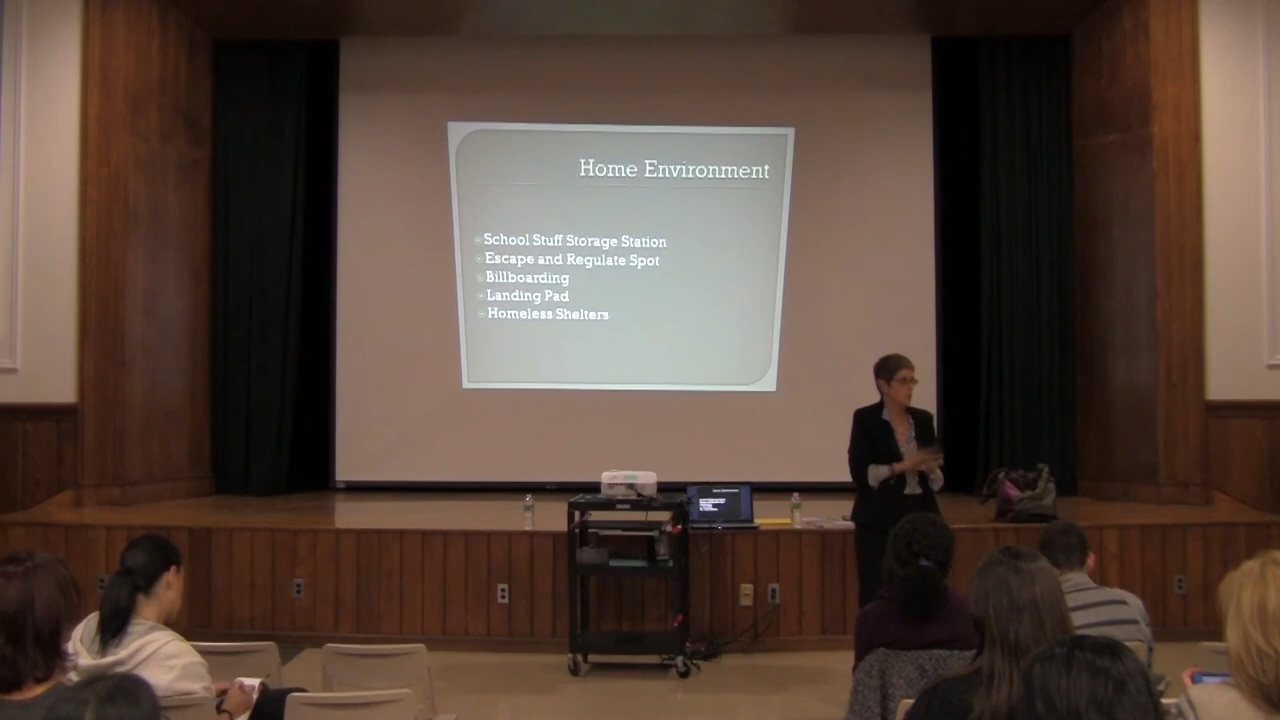 Home Environment
School Stuff Storage Station
Escape and Regulate Spot
Billboarding
Landing Pad
Homeless Shelters